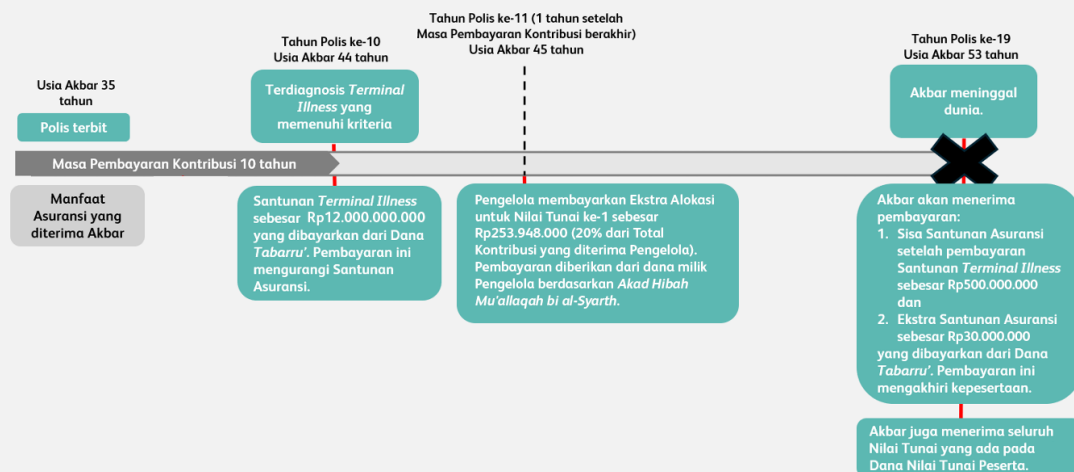 Usia Akbar 35
tahun
Polis terbit
Masa Pembayaran Kontribusi 10 tahun
Manfaat
Asuransi yang
diterima Akbar
Tahun Polis ke-10
Usia Akbar 44 tahun
Terdiagnosis Terminal
Illness yang
memenuhi kriteria
Santunan Terminal Illness
sebesar Rp12.000.000.000
yang dibayarkan dari Dana
Tabarru’. Pembayaran ini
mengurangi Santunan
Asuransi.
Tahun Polis ke-11 (1 tahun setelah
Masa Pembayaran Kontribusi berakhir)
Usia Akbar 45 tahun
Pengelola membayarkan Ekstra Alokasi
untuk Nilai Tunai ke-1 sebesar
Rp253.948.000 (20% dari Total
Kontribusi yang diterima Pengelola).
Pembayaran diberikan dari dana milik
Pengelola berdasarkan Akad Hibah
Mu’allaqah bi al-Syarth.
Tahun Polis ke-19
Usia Akbar 53 tahun
Akbar meninggal
dunia.
Akbar akan menerima
pembayaran:
1. Sisa Santunan Asuransi
setelah pembayaran
Santunan Terminal Illness
sebesar Rp500.000.000
dan
2. Ekstra Santunan Asuransi
sebesar Rp30.000.000
yang dibayarkan dari Dana
Tabarru’. Pembayaran ini
mengakhiri kepesertaan.
Akbar juga menerima seluruh
Nilai Tunai yang ada pada
Dana Nilai Tunai Peserta.